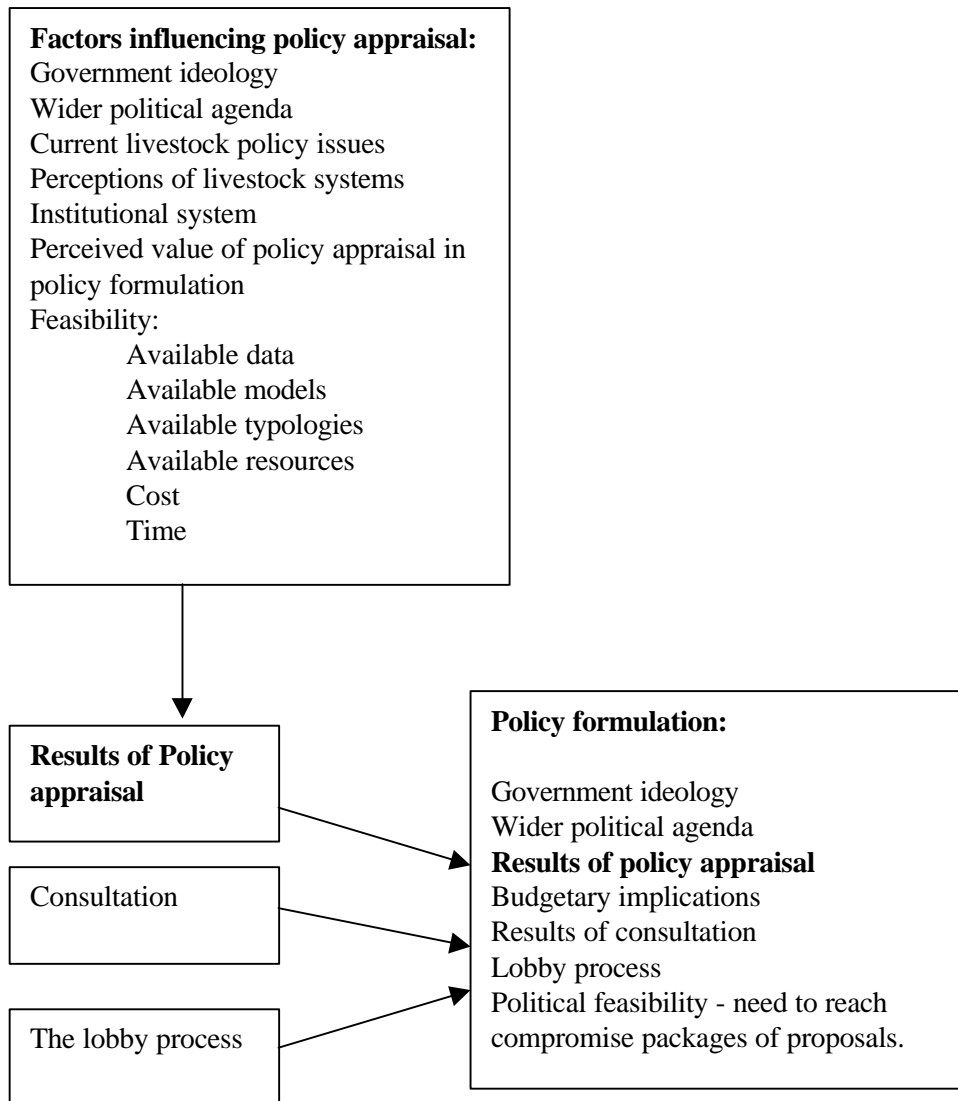 Factors influencing policy appraisal:
Government ideology
Wider political agenda
Current livestock policy issues
Perceptions of livestock systems
Institutional system
Perceived value of policy appraisal in
policy formulation
Feasibility:
Available data
Available models
Available typologies
Available resources
Cost
Time
Results of Policy
appraisal
Consultation
The lobby process
Policy formulation:
Government ideology
Wider political agenda
Results of policy appraisal
Budgetary implications
Results of consultation
Lobby process
Political feasibility - need to reach
compromise packages of proposals.